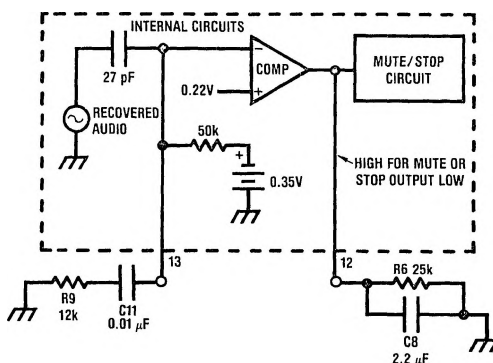 INTERNAL CIRCUITS
27 pF
RECOVERED
AUDIO
−
COMP
+
0.22V
MUTE/STOP
CIRCUIT
50k
+
0.35V
HIGH FOR MUTE OR
STOP OUTPUT LOW
13
12
R9
12k
C11
0.01 μF
R6 25k
C8
2.2 μF